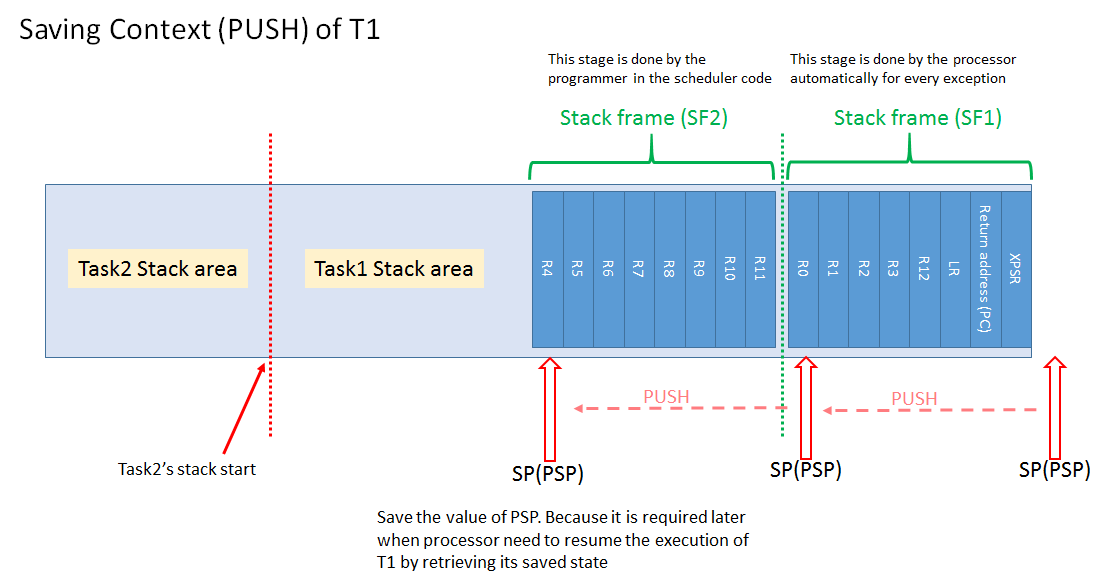 Saving Context (PUSH) of T1
This stage is done by the
programmer in the scheduler code
This stage is done by the processor
automatically for every exception
Stack frame (SF2)
Stack frame (SF1)
Task2 Stack area
Task1 Stack area
R4
R5
R6
R7
R8
R9
R10
R11
R0
R1
R2
R3
R12
LR
Return address (PC)
XPSR
PUSH
PUSH
Task2’s stack start
SP(PSP)
SP(PSP)
SP(PSP)
Save the value of PSP. Because it is required later
when processor need to resume the execution of
T1 by retrieving its saved state